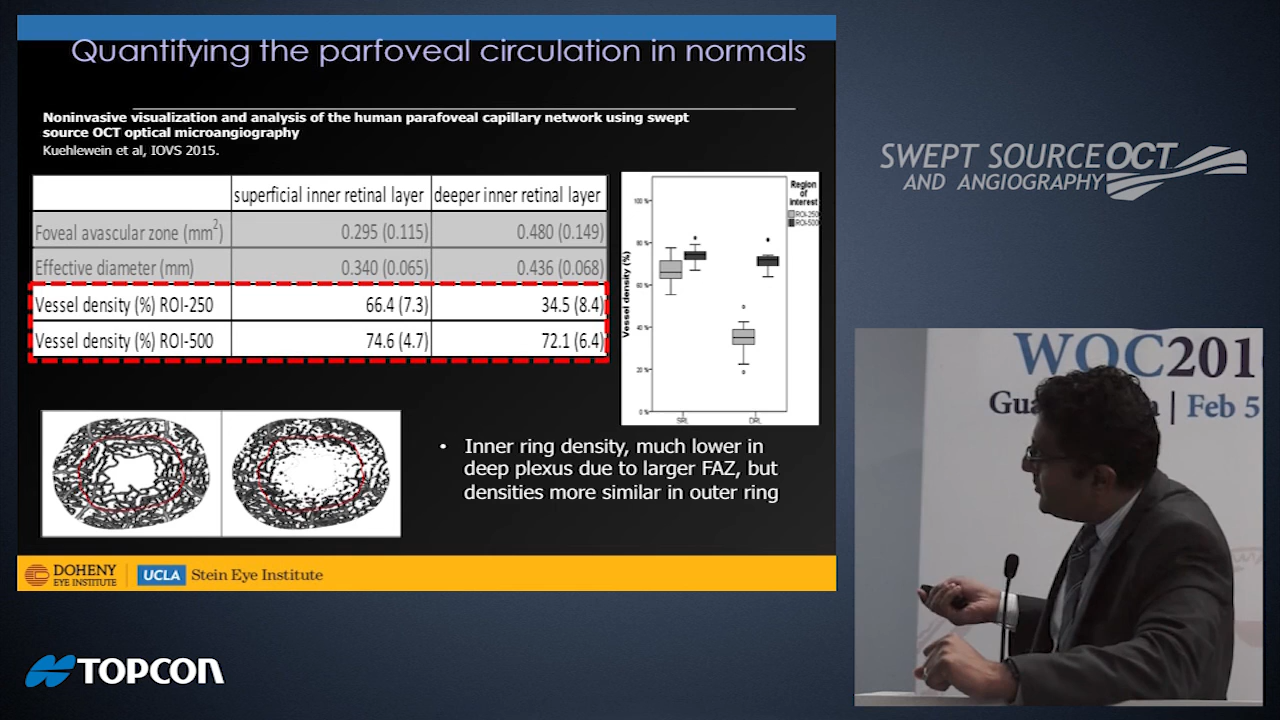 Quantifying the parfoveal circulation in normals
Noninvasive visualization and analysis of the human parafoveal capillary network using swept
source OCT optical microangiography
Kuehlewein et al, IOVS 2015.
superficial inner retinal layer deeper inner retinal layer
Foveal avascular zone (mm2) 0.295 (0.115) 0.480 (0.149)
Effective diameter (mm) 0.340 (0.065) 0.436 (0.068)
Vessel density (%) ROI-250 66.4 (7.3) 34.5 (8.4)
Vessel density (%) ROI-500 74.6 (4.7) 72.1 (6.4)
Region
of
interest
ROI-250
ROI-500
Vessel density (%)
100 %
80 %
60 %
40 %
20 %
0 %
SRL DRL
• Inner ring density, much lower in
deep plexus due to larger FAZ, but
densities more similar in outer ring
DOHENY
EYE INSTITUTE
UCLA Stein Eye Institute
TOPCON
SWEPT SOURCE OCT
AND ANGIOGRAPHY
WOC201
Gua
| Feb 5